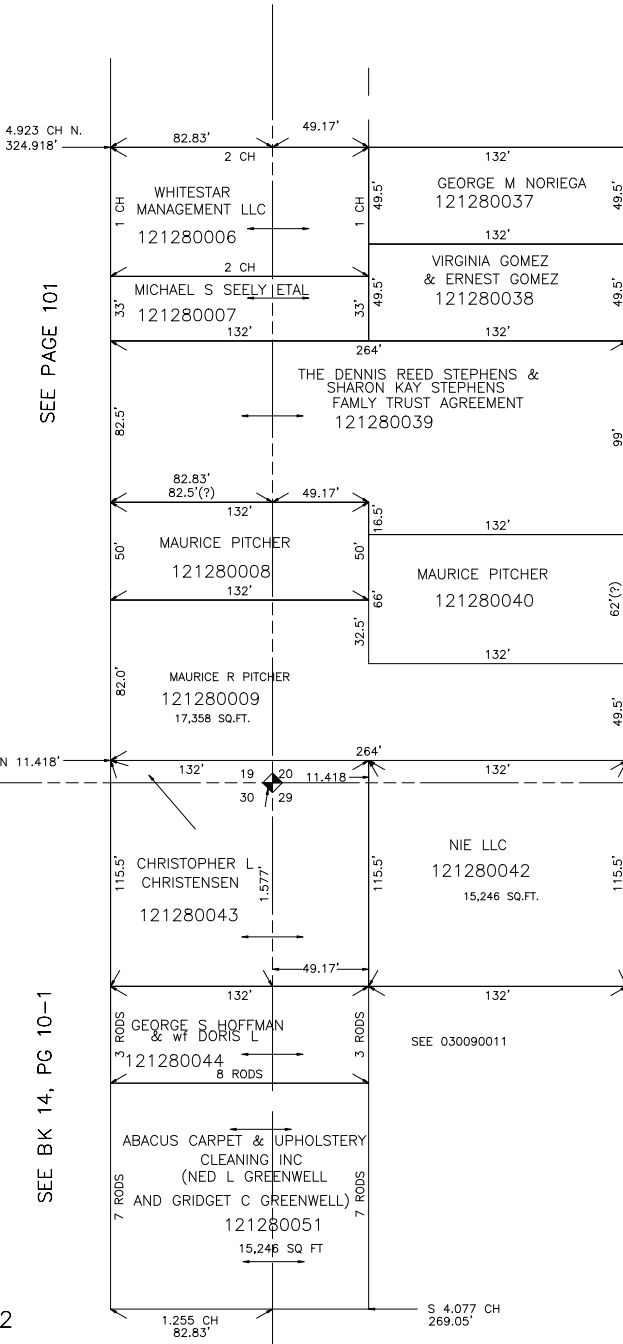 4.923 CH N.
324.918'
82.83'
49.17'
2 CH
132'
1 CH
WHITESTAR
MANAGEMENT LLC
121280006
1 CH
49.5'
GEORGE M NORIEGA
121280037
49.5'
132'
2 CH
VIRGINIA GOMEZ
& ERNEST GOMEZ
121280038
49.5'
49.5'
MICHAEL S SEELY ETAL
121280007
33'
33'
132'
132'
264'
SEE PAGE 101
THE DENNIS REED STEPHENS &
SHARON KAY STEPHENS
FAMLY TRUST AGREEMENT
121280039
82.5'
99'
82.83'
82.5'(?)
49.17'
132'
16.5'
132'
50'
MAURICE PITCHER
121280008
50'
132'
MAURICE PITCHER
121280040
66'
62'(?)
32.5'
132'
82.0'
MAURICE R PITCHER
121280009
17,358 SQ.FT.
49.5'
N 11.418'
264'
132'
19
20
11.418
132'
30
29
CHRISTOPHER L
CHRISTENSEN
121280043
115.5'
1.577'
115.5'
NIE LLC
121280042
15,246 SQ.FT.
115.5'
49.17'
132'
132'
3 RODS
GEORGE S HOFFMAN
& wf DORIS L
121280044
3 RODS
8 RODS
SEE 030090011
SEE BK 14, PG 10-1
ABACUS CARPET & UPHOLSTERY
CLEANING INC
(NED L GREENWELL
AND GRIDGET C GREENWELL)
121280051
15,246 SQ FT
7 RODS
7 RODS
S 4.077 CH
269.05'
1.255 CH
82.83'
2